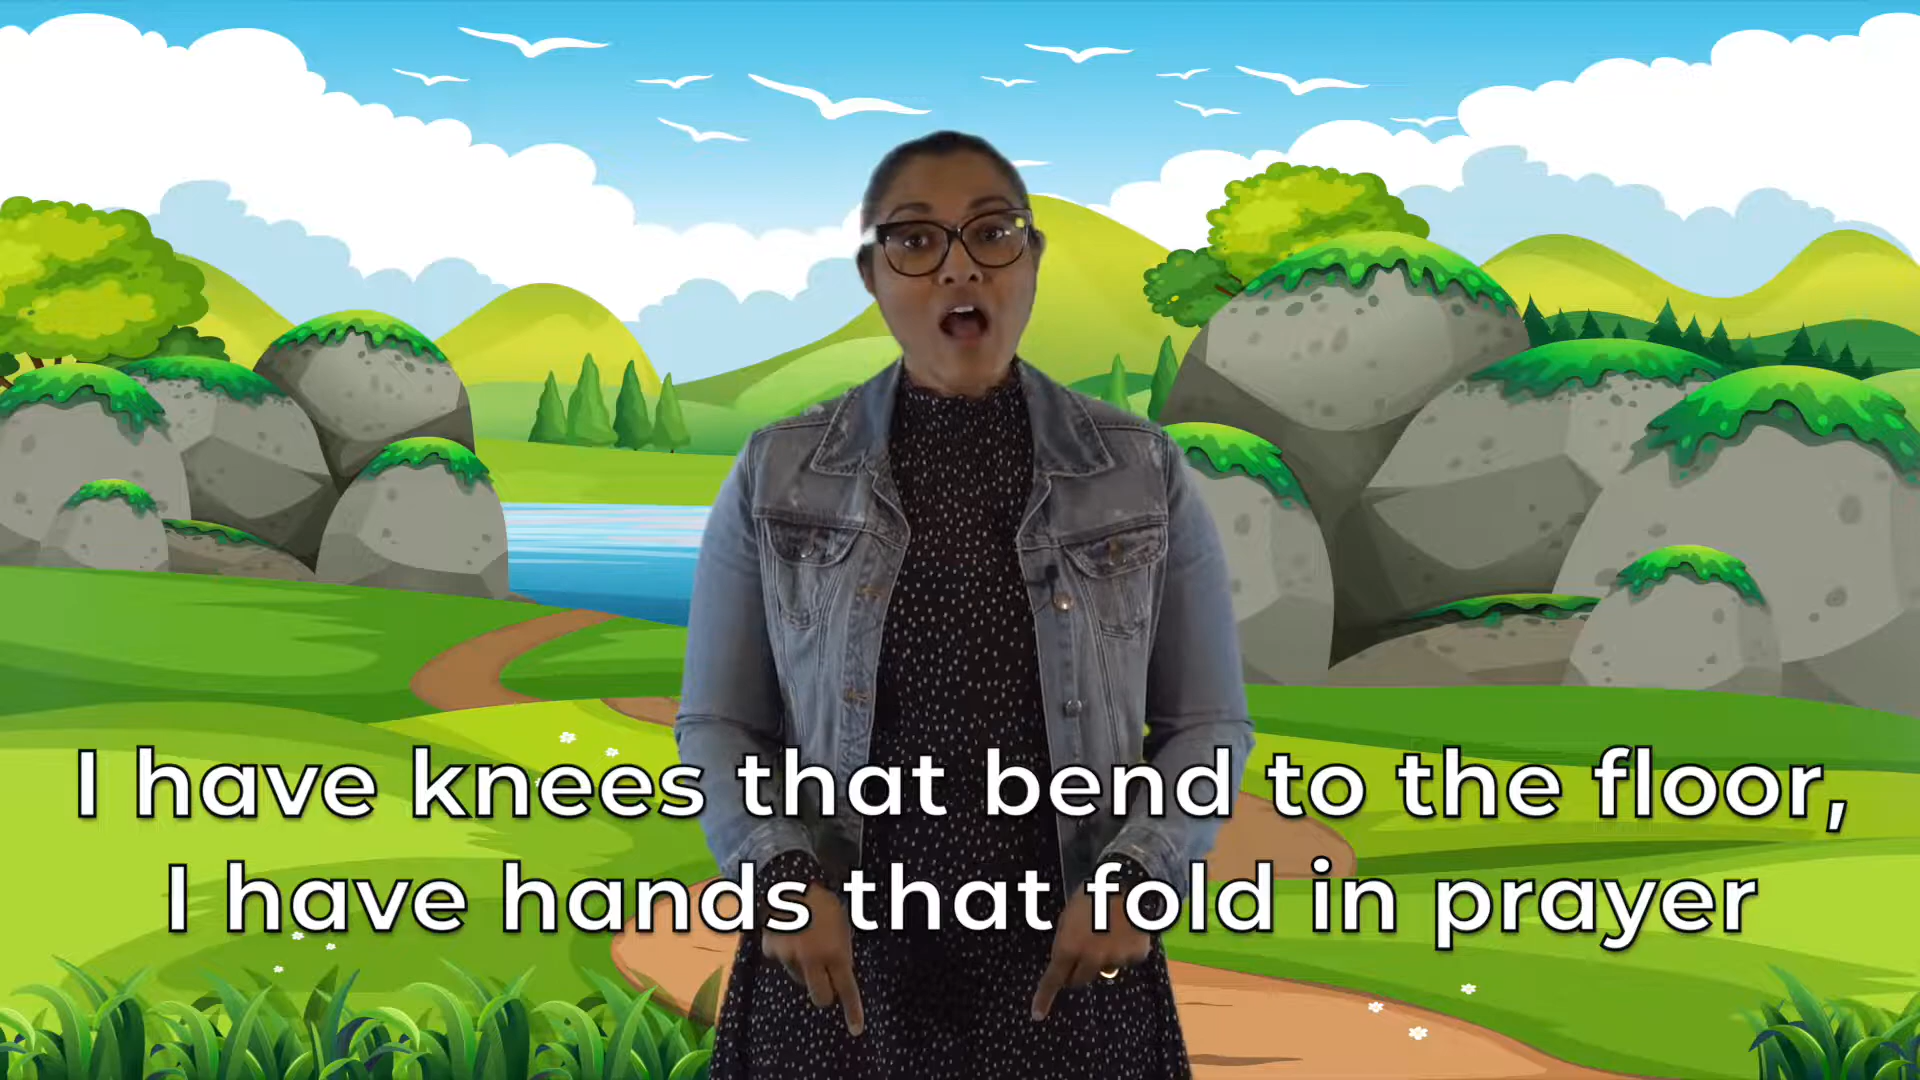 I have knees that bend to the floor,
I have hands that fold in prayer